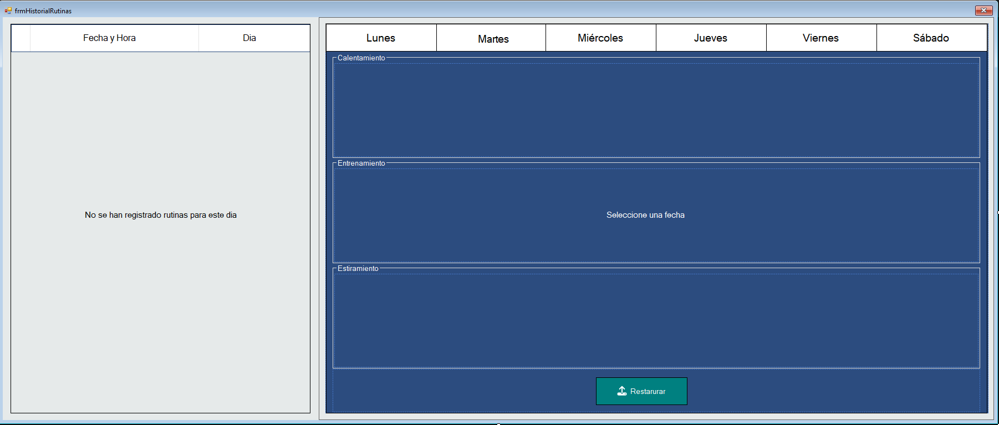 frmHistorialRutinas
Fecha y Hora Dia
No se han registrado rutinas para este dia
Lunes Martes Miércoles Jueves Viernes Sábado
Calentamiento
Entrenamiento
Seleccione una fecha
Estiramiento
Restarurar